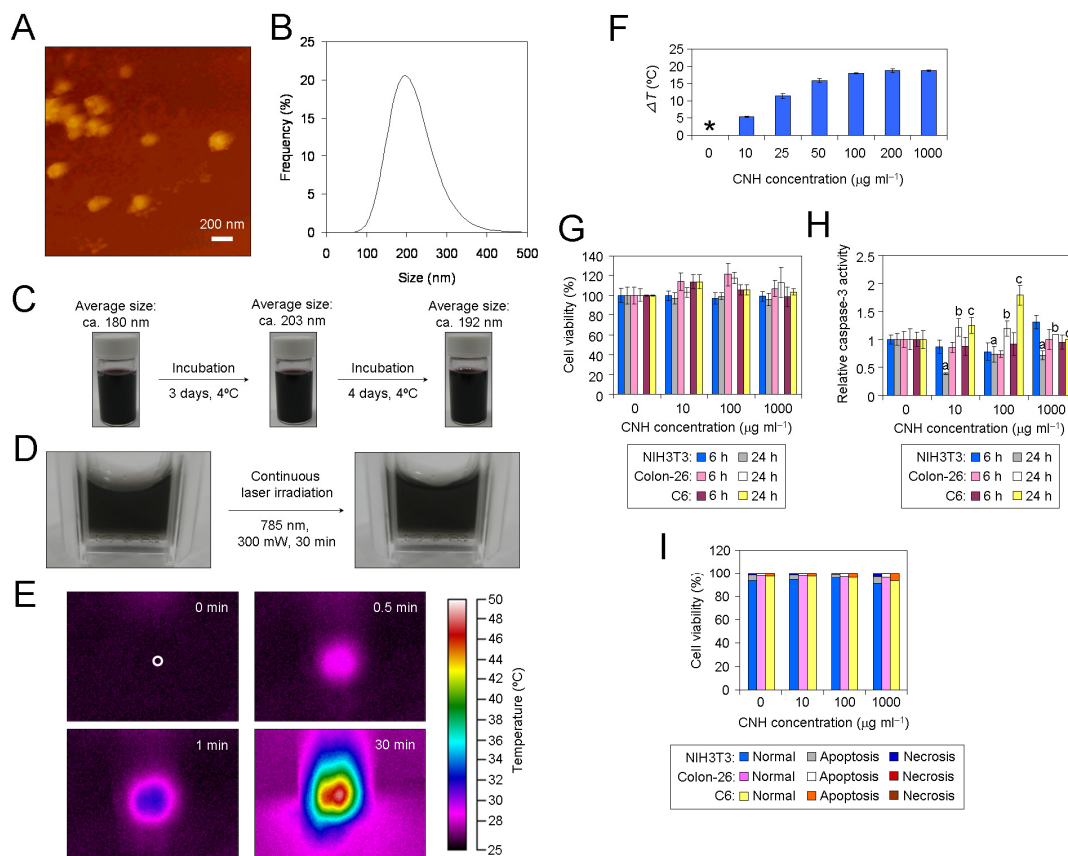 A
200 nm
B
Frequency (%)
25
20
15
10
5
0
0 100 200 300 400 500
Size (nm)
C
Average size:
ca. 180 nm
Incubation
3 days, 4ºC
Average size:
ca. 203 nm
Incubation
4 days, 4ºC
Average size:
ca. 192 nm
D
Continuous
laser irradiation
785 nm,
300 mW, 30 min
E
0 min
0.5 min
1 min
30 min
50
48
46
44
42
40
39
38
36
34
33
32
31
30
29
28
25
Temperature (ºC)
F
ΔT (ºC)
25
20
15
10
5
0
*
0 10 25 50 100 200 1000
CNH concentration (µg ml⁻¹)
G
Cell viability (%)
140
120
100
80
60
40
20
0
0 10 100 1000
CNH concentration (µg ml⁻¹)
NIH3T3: 6 h 24 h
Colon-26: 6 h 24 h
C6: 6 h 24 h
H
Relative caspase-3 activity
2.5
2
1.5
1
0.5
0
a b c
a b c
a b c
0 10 100 1000
CNH concentration (µg ml⁻¹)
NIH3T3: 6 h 24 h
Colon-26: 6 h 24 h
C6: 6 h 24 h
I
Cell viability (%)
120
100
80
60
40
20
0
0 10 100 1000
CNH concentration (µg ml⁻¹)
NIH3T3: Normal Apoptosis Necrosis
Colon-26: Normal Apoptosis Necrosis
C6: Normal Apoptosis Necrosis